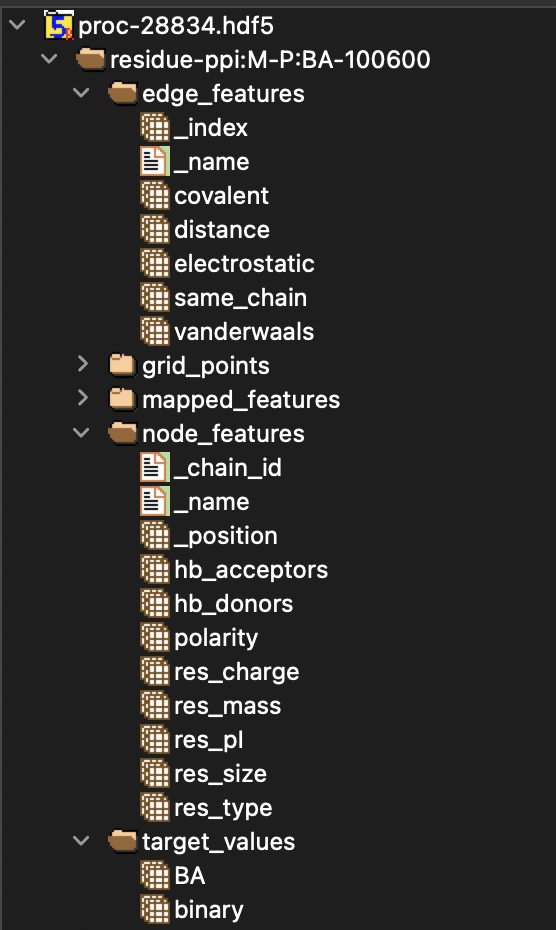 proc-28834.hdf5
residue-ppi:M-P:BA-100600
edge_features
_index
_name
covalent
distance
electrostatic
same_chain
vanderwaals
grid_points
mapped_features
node_features
_chain_id
_name
_position
hb_acceptors
hb_donors
polarity
res_charge
res_mass
res_pl
res_size
res_type
target_values
BA
binary